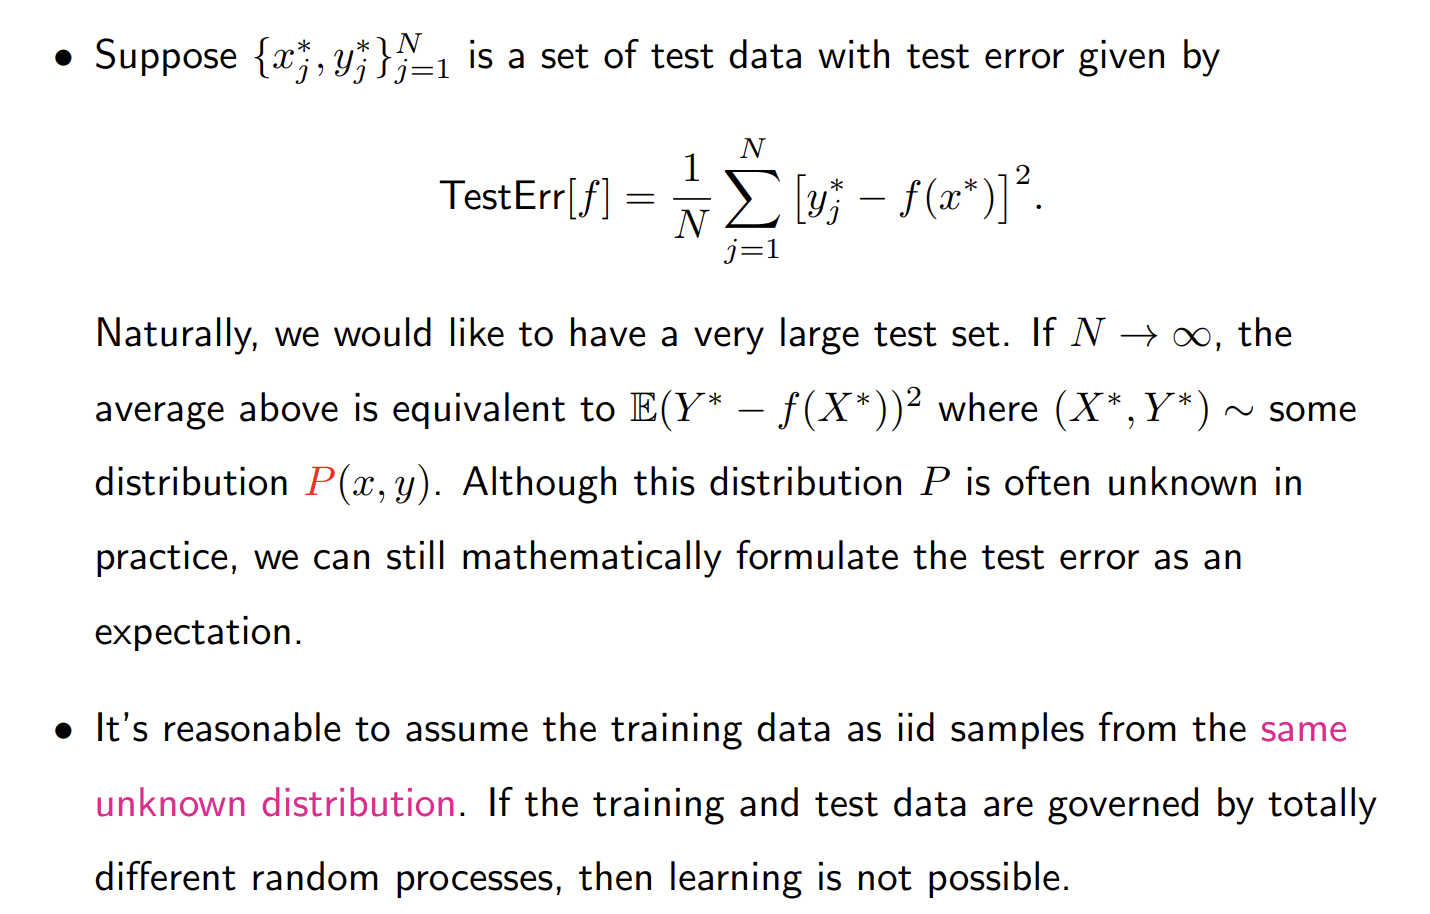 • Suppose $\{x_j^*, y_j^*\}_{j=1}^N$ is a set of test data with test error given by
$\text{TestErr}[f] = \frac{1}{N} \sum_{j=1}^{N} \left[ y_j^* - f(x^*) \right]^2.$
Naturally, we would like to have a very large test set. If $N \to \infty$, the
average above is equivalent to $\mathbb{E}(Y^* - f(X^*))^2$ where $(X^*, Y^*) \sim$ some
distribution $P(x, y)$. Although this distribution $P$ is often unknown in
practice, we can still mathematically formulate the test error as an
expectation.
• It's reasonable to assume the training data as iid samples from the same
unknown distribution. If the training and test data are governed by totally
different random processes, then learning is not possible.